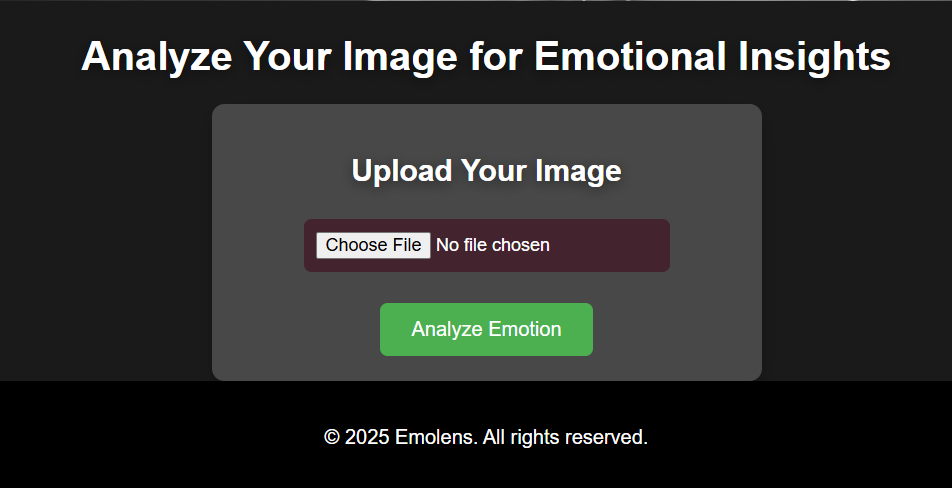 Analyze Your Image for Emotional Insights
Upload Your Image
Choose File No file chosen
Analyze Emotion
© 2025 Emolens. All rights reserved.